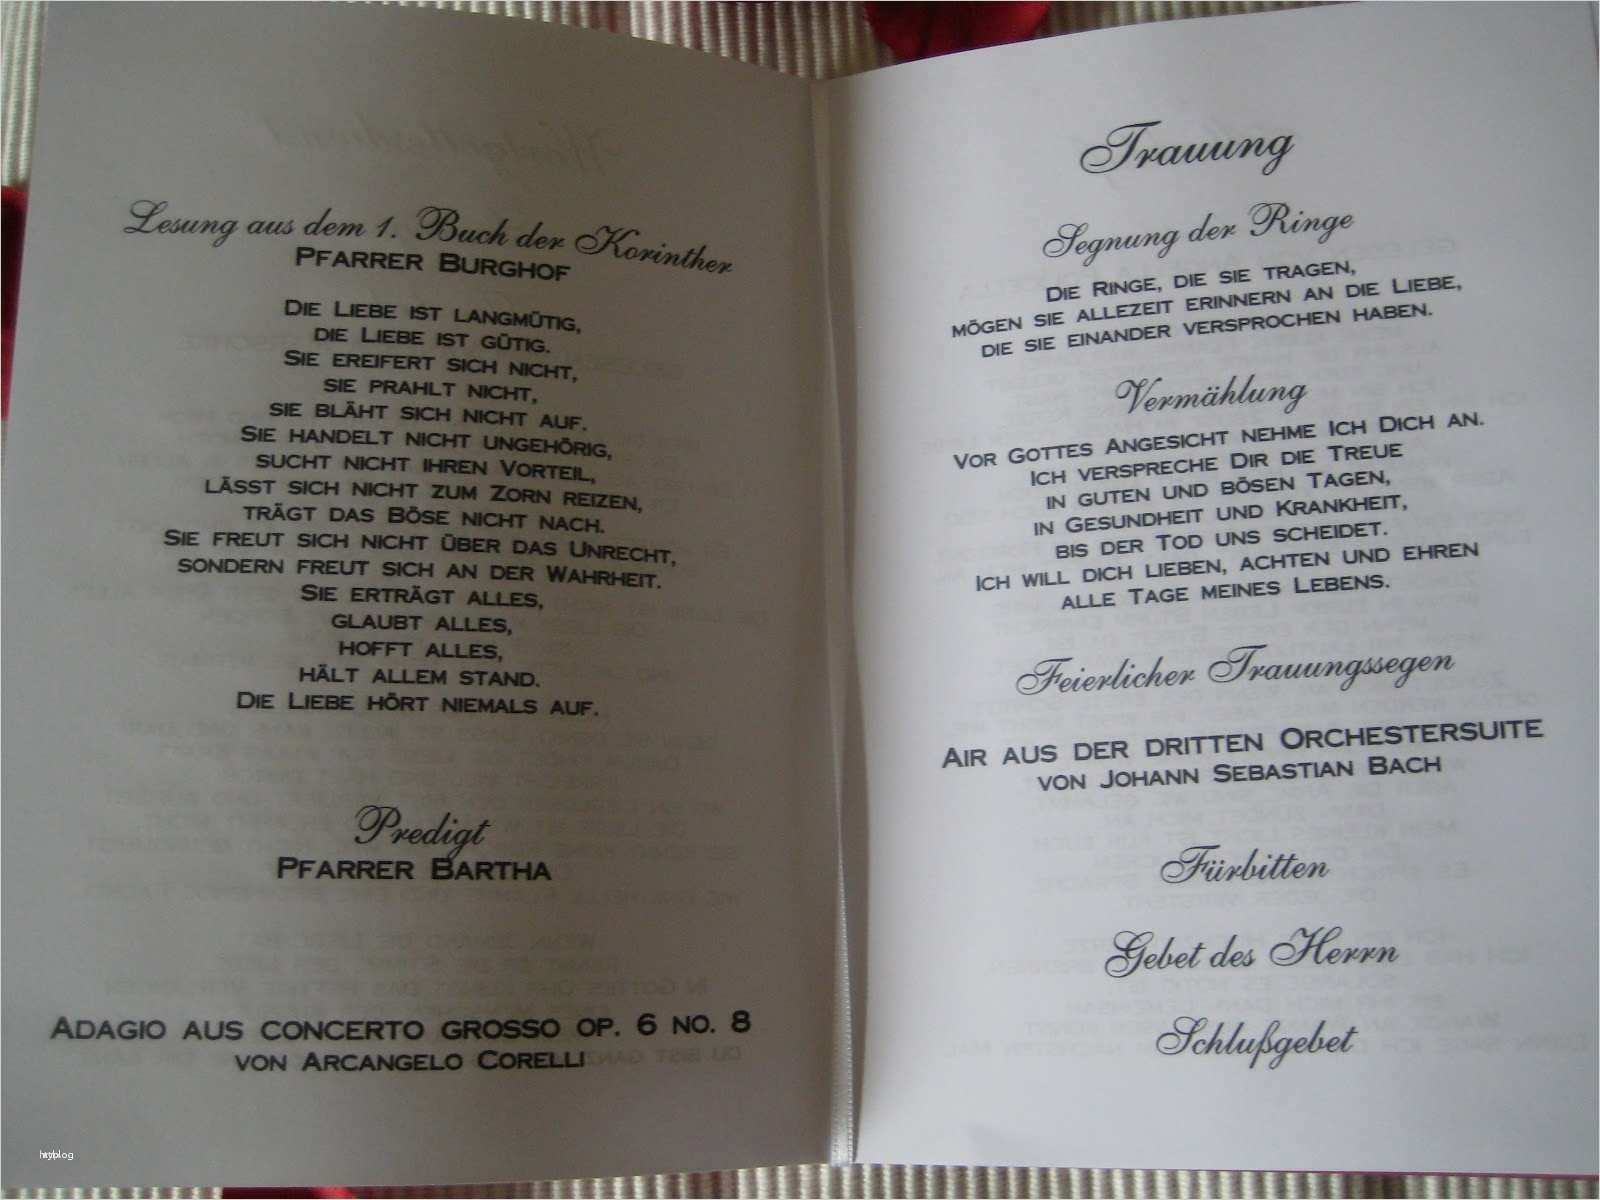 Lesung aus dem 1. Buch der Korinther
PFARRER BURGHOF
DIE LIEBE IST LANGMÜTIG,
DIE LIEBE IST GÜTIG.
SIE EREIFERT SICH NICHT,
SIE PRAHLT NICHT,
SIE BLÄHT SICH NICHT AUF.
SIE HANDELT NICHT UNGEHÖRIG,
SUCHT NICHT IHREN VORTEIL,
LÄSST SICH NICHT ZUM ZORN REIZEN,
TRÄGT DAS BÖSE NICHT NACH.
SIE FREUT SICH NICHT ÜBER DAS UNRECHT,
SONDERN FREUT SICH AN DER WAHRHEIT.
SIE ERTRÄGT ALLES,
GLAUBT ALLES,
HOFFT ALLES,
HÄLT ALLEM STAND.
DIE LIEBE HÖRT NIEMALS AUF.
Predigt
PFARRER BARTHA
ADAGIO AUS CONCERTO GROSSO OP. 6 NO. 8
VON ARCANGELO CORELLI
Trauung
Segnung der Ringe
DIE RINGE, DIE SIE TRAGEN,
MÖGEN SIE ALLEZEIT ERINNERN AN DIE LIEBE,
DIE SIE EINANDER VERSPROCHEN HABEN.
Vermählung
VOR GOTTES ANGESICHT NEHME ICH DICH AN.
ICH VERSPRECHE DIR DIE TREUE
IN GUTEN UND BÖSEN TAGEN,
IN GESUNDHEIT UND KRANKHEIT,
BIS DER TOD UNS SCHEIDET.
ICH WILL DICH LIEBEN, ACHTEN UND EHREN
ALLE TAGE MEINES LEBENS.
Feierlicher Trauungssegen
AIR AUS DER DRITTEN ORCHESTERSUITE
VON JOHANN SEBASTIAN BACH
Fürbitten
Gebet des Herrn
Schlußgebet